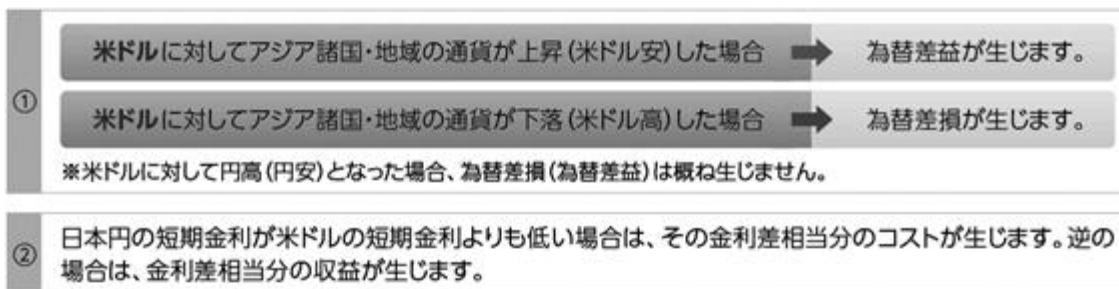 ①
米ドルに対してアジア諸国・地域の通貨が上昇(米ドル安)した場合 ➡ 為替差益が生じます。
米ドルに対してアジア諸国・地域の通貨が下落(米ドル高)した場合 ➡ 為替差損が生じます。
※米ドルに対して円高(円安)となった場合、為替差損(為替差益)は概ね生じません。
②
日本円の短期金利が米ドルの短期金利よりも低い場合は、その金利差相当分のコストが生じます。逆の
場合は、金利差相当分の収益が生じます。